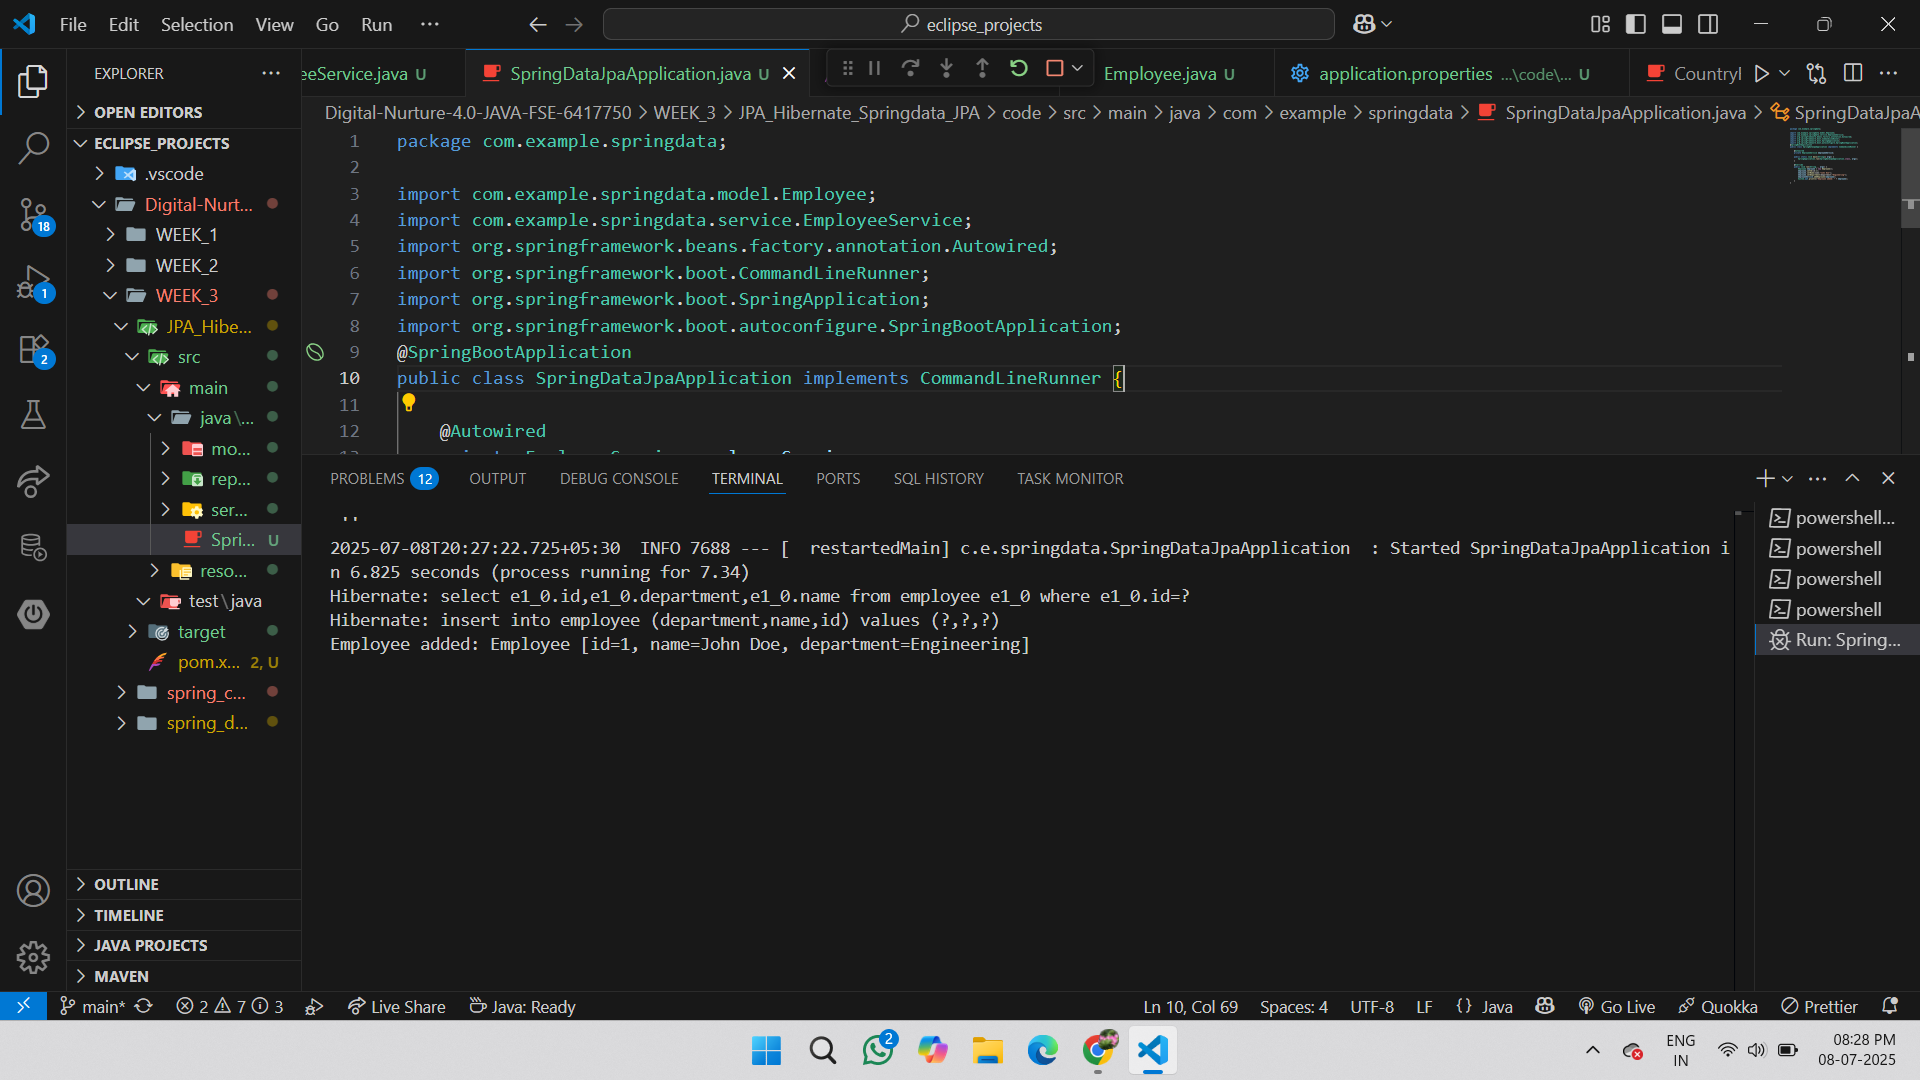 File Edit Selection View Go Run ···
eclipse_projects
EXPLORER ···
OPEN EDITORS
ECLIPSE_PROJECTS
.vscode
Digital-Nurt...
WEEK_1
WEEK_2
WEEK_3
JPA_Hibe...
src
main
java\...
mo...
rep...
ser...
Spri... U
reso...
test\java
target
pom.x... 2, U
spring_c...
spring_d...
OUTLINE
TIMELINE
JAVA PROJECTS
MAVEN
18
1
2
eeService.java U
SpringDataJpaApplication.java U
Employee.java U
application.properties ...\code\... U
Countryl
Digital-Nurture-4.0-JAVA-FSE-6417750 > WEEK_3 > JPA_Hibernate_Springdata_JPA > code > src > main > java > com > example > springdata > SpringDataJpaApplication.java > SpringDataJpaA
1 package com.example.springdata;
2
3 import com.example.springdata.model.Employee;
4 import com.example.springdata.service.EmployeeService;
5 import org.springframework.beans.factory.annotation.Autowired;
6 import org.springframework.boot.CommandLineRunner;
7 import org.springframework.boot.SpringApplication;
8 import org.springframework.boot.autoconfigure.SpringBootApplication;
9 @SpringBootApplication
10 public class SpringDataJpaApplication implements CommandLineRunner {
11
12 @Autowired
PROBLEMS 12 OUTPUT DEBUG CONSOLE TERMINAL PORTS SQL HISTORY TASK MONITOR
2025-07-08T20:27:22.725+05:30  INFO 7688 --- [  restartedMain] c.e.springdata.SpringDataJpaApplication  : Started SpringDataJpaApplication i
n 6.825 seconds (process running for 7.34)
Hibernate: select e1_0.id,e1_0.department,e1_0.name from employee e1_0 where e1_0.id=?
Hibernate: insert into employee (department,name,id) values (?,?,?)
Employee added: Employee [id=1, name=John Doe, department=Engineering]
powershell...
powershell
powershell
powershell
Run: Spring...
main* 2 7 3 Live Share Java: Ready
Ln 10, Col 69 Spaces: 4 UTF-8 LF {} Java Go Live Quokka Prettier
2
ENG
IN
08:28 PM
08-07-2025